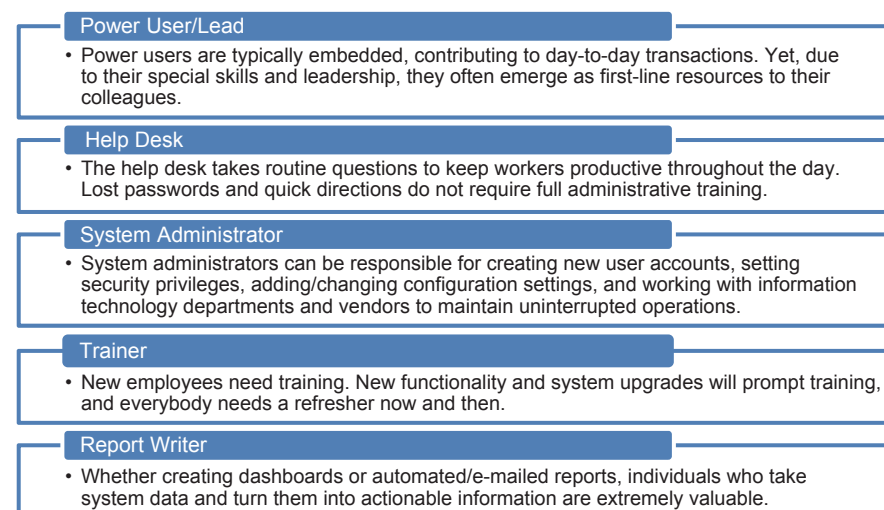 Power User/Lead
• Power users are typically embedded, contributing to day-to-day transactions. Yet, due
to their special skills and leadership, they often emerge as first-line resources to their
colleagues.
Help Desk
• The help desk takes routine questions to keep workers productive throughout the day.
Lost passwords and quick directions do not require full administrative training.
System Administrator
• System administrators can be responsible for creating new user accounts, setting
security privileges, adding/changing configuration settings, and working with information
technology departments and vendors to maintain uninterrupted operations.
Trainer
• New employees need training. New functionality and system upgrades will prompt training,
and everybody needs a refresher now and then.
Report Writer
• Whether creating dashboards or automated/e-mailed reports, individuals who take
system data and turn them into actionable information are extremely valuable.